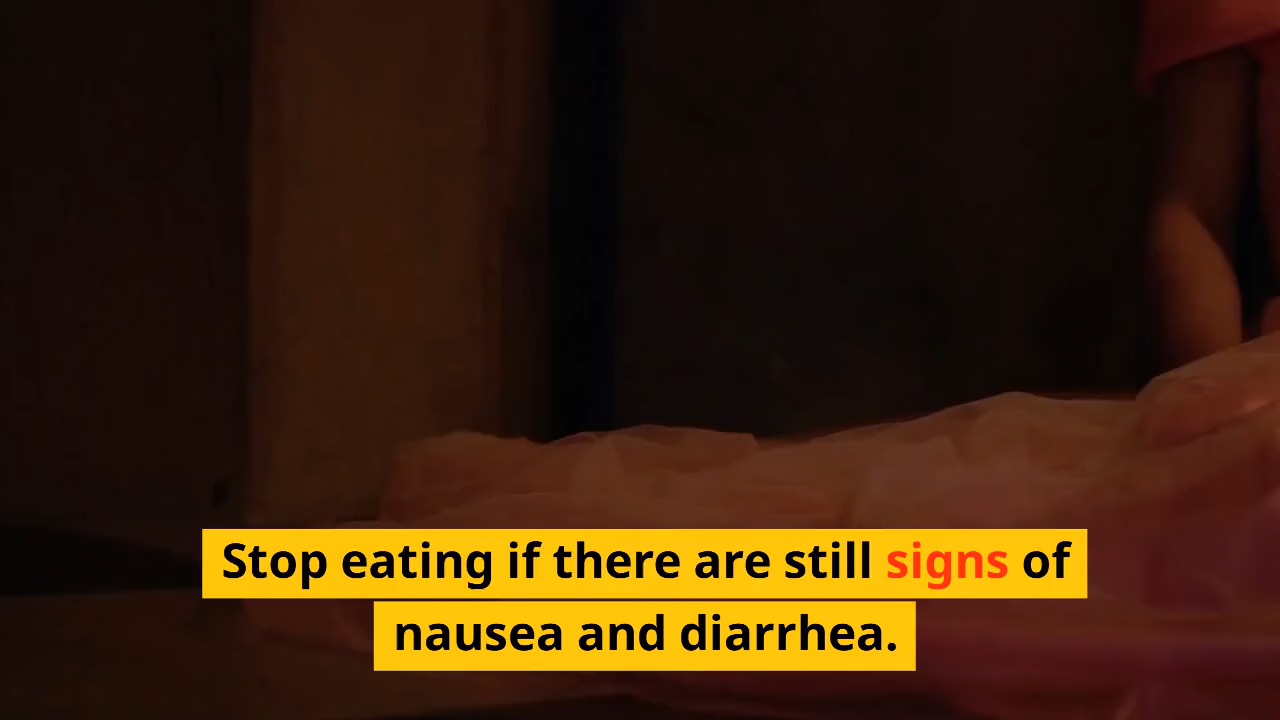 Stop eating if there are still signs of
nausea and diarrhea.